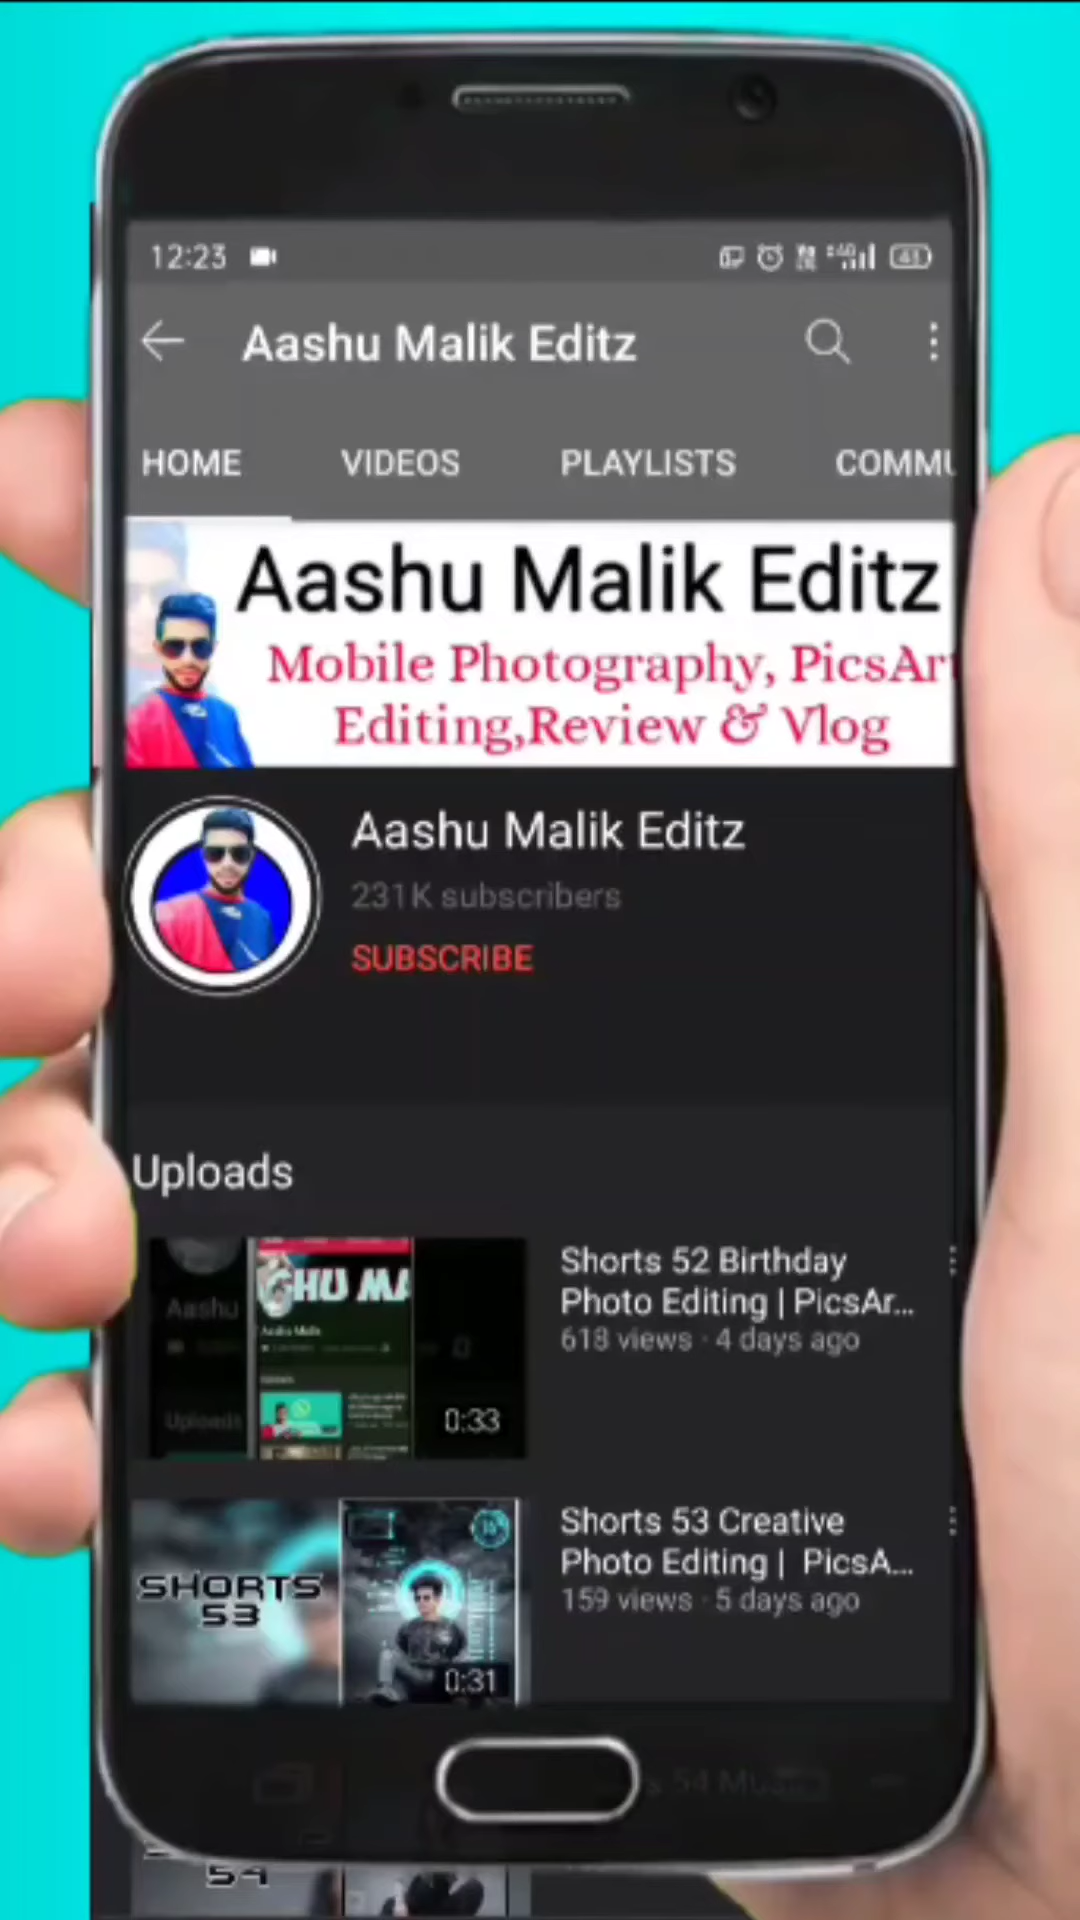 12:23
Aashu Malik Editz
HOME VIDEOS PLAYLISTS COMMU
Aashu Malik Editz
Mobile Photography, PicsArt
Editing,Review & Vlog
Aashu Malik Editz
231K subscribers
SUBSCRIBE
Uploads
Shorts 52 Birthday
Photo Editing | PicsAr...
618 views · 4 days ago
Aashu
Uploads
0:33
Shorts 53 Creative
Photo Editing | PicsA...
159 views · 5 days ago
SHORTS
53
0:31
54